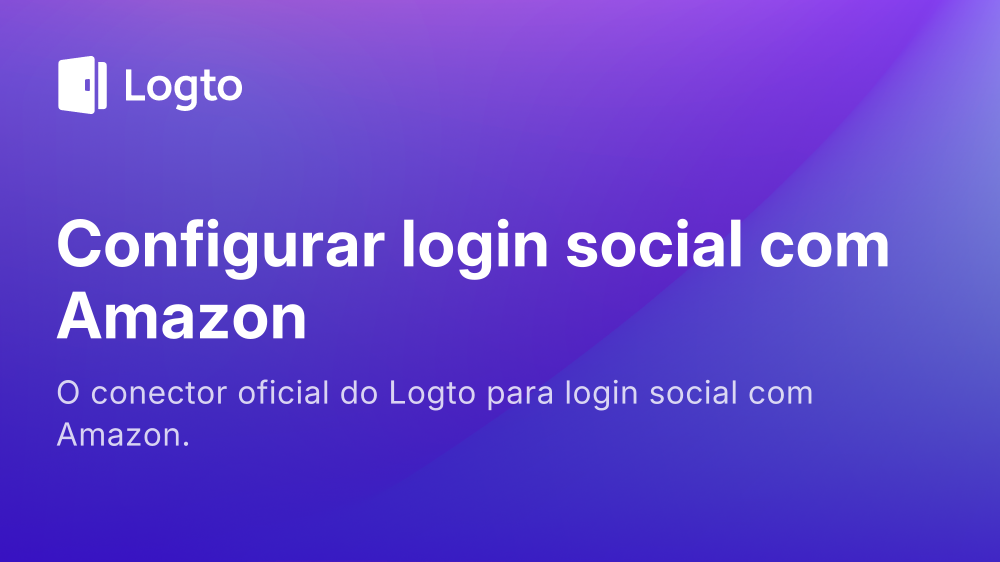 Logto
Configurar login social com
Amazon
O conector oficial do Logto para login social com
Amazon.